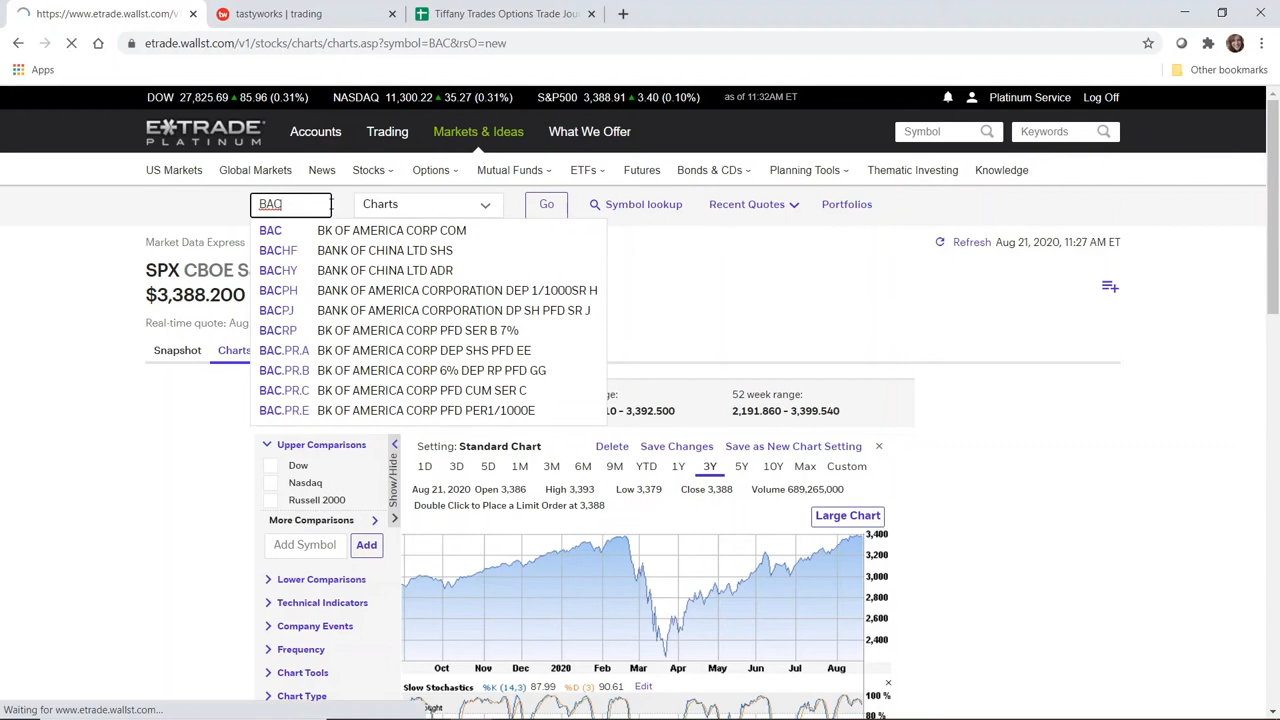 https://www.etrade.wallst.com/v
tastyworks | trading
Tiffany Trades Options Trade Jou
etrade.wallst.com/v1/stocks/charts/charts.asp?symbol=BAC&rsO=new
Apps
Other bookmarks
DOW 27,825.69 85.96 (0.31%) NASDAQ 11,300.22 35.27 (0.31%) S&P500 3,388.91 3.40 (0.10%) as of 11:32AM ET
Platinum Service Log Off
E*TRADE
PLATINUM
Accounts Trading Markets & Ideas What We Offer
Symbol Keywords
US Markets Global Markets News Stocks Options Mutual Funds ETFs Futures Bonds & CDs Planning Tools Thematic Investing Knowledge
BAC Charts Go Symbol lookup Recent Quotes Portfolios
BAC BK OF AMERICA CORP COM
BACHF BANK OF CHINA LTD SHS
BACHY BANK OF CHINA LTD ADR
BACPH BANK OF AMERICA CORPORATION DEP 1/1000SR H
BACPJ BANK OF AMERICA CORPORATION DP SH PFD SR J
BACRP BK OF AMERICA CORP PFD SER B 7%
BAC.PR.A BK OF AMERICA CORP DEP SHS PFD EE
BAC.PR.B BK OF AMERICA CORP 6% DEP RP PFD GG
BAC.PR.C BK OF AMERICA CORP PFD CUM SER C
BAC.PR.E BK OF AMERICA CORP PFD PER1/1000E
Market Data Express
Refresh Aug 21, 2020, 11:27 AM ET
SPX CBOE S
$3,388.200
Real-time quote: Aug
Snapshot Charts
ge: 52 week range:
10 - 3,392.500 2,191.860 - 3,399.540
Upper Comparisons
Dow
Nasdaq
Russell 2000
More Comparisons
Add Symbol Add
Lower Comparisons
Technical Indicators
Company Events
Frequency
Chart Tools
Chart Type
Show/Hide
Setting: Standard Chart Delete Save Changes Save as New Chart Setting
1D 3D 5D 1M 3M 6M 9M YTD 1Y 3Y 5Y 10Y Max Custom
Aug 21, 2020 Open 3,386 High 3,393 Low 3,379 Close 3,388 Volume 689,265,000
Double Click to Place a Limit Order at 3,388
Large Chart
3,400
3,200
3,000
2,800
2,600
2,400
Oct Nov Dec 2020 Feb Mar Apr May Jun Jul Aug
Slow Stochastics %K (14,3) 87.99 %D (3) 90.61 Edit
100 %
80 %
Waiting for www.etrade.wallst.com...